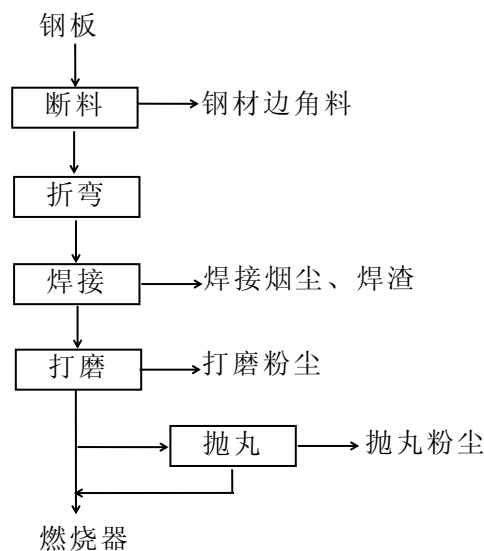 钢板
断料
钢材边角料
折弯
焊接
焊接烟尘、焊渣
打磨
打磨粉尘
抛丸
抛丸粉尘
燃烧器